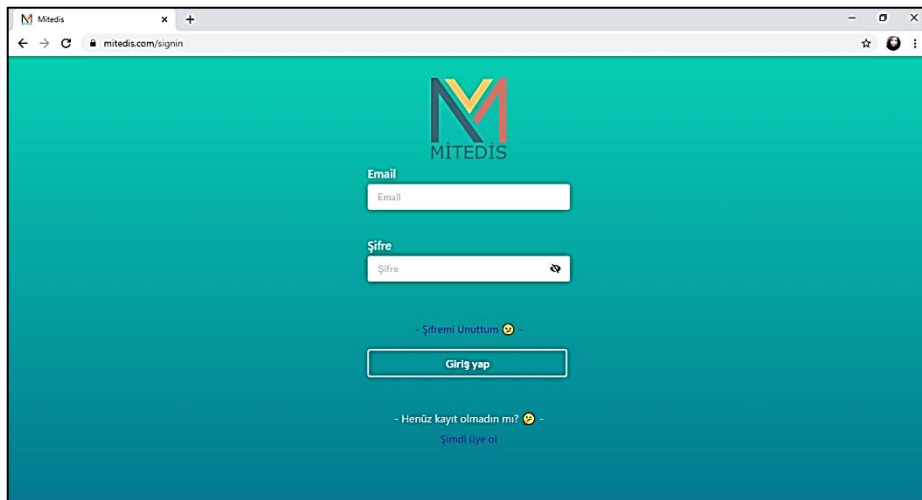 Mitedis
mitedis.com/signin
MİTEDİS
Email
Email
Şifre
Şifre
- Şifremi Unuttum 😕 -
Giriş yap
- Henüz kayıt olmadın mı? 😕 -
Şimdi üye ol